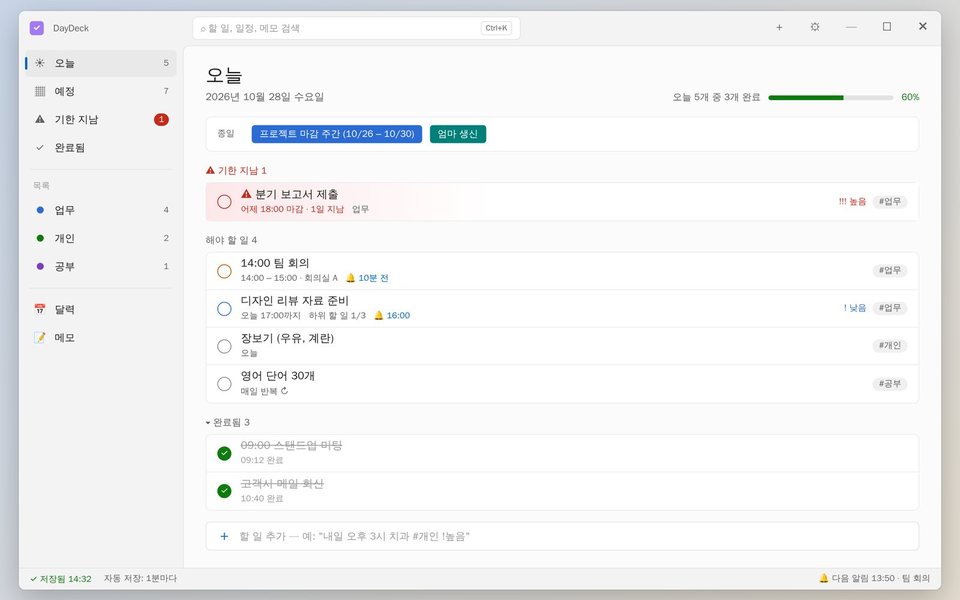 DayDeck
할 일, 일정, 메모 검색
Ctrl+K
오늘 5
예정 7
기한 지남 1
완료됨
목록
업무 4
개인 2
공부 1
달력
메모
오늘
2026년 10월 28일 수요일
오늘 5개 중 3개 완료 60%
종일 프로젝트 마감 주간 (10/26 – 10/30) 엄마 생신
기한 지남 1
분기 보고서 제출
어제 18:00 마감 · 1일 지남 업무
!!! 높음 #업무
해야 할 일 4
14:00 팀 회의
14:00 – 15:00 · 회의실 A 🔔 10분 전
#업무
디자인 리뷰 자료 준비
오늘 17:00까지 하위 할 일 1/3 🔔 16:00
! 낮음 #업무
장보기 (우유, 계란)
오늘
#개인
영어 단어 30개
매일 반복 ↻
#공부
완료됨 3
09:00 스탠드업 미팅
09:12 완료
고객사 메일 회신
10:40 완료
+ 할 일 추가 — 예: "내일 오후 3시 치과 #개인 !높음"
✓ 저장됨 14:32 자동 저장: 1분마다
🔔 다음 알림 13:50 · 팀 회의